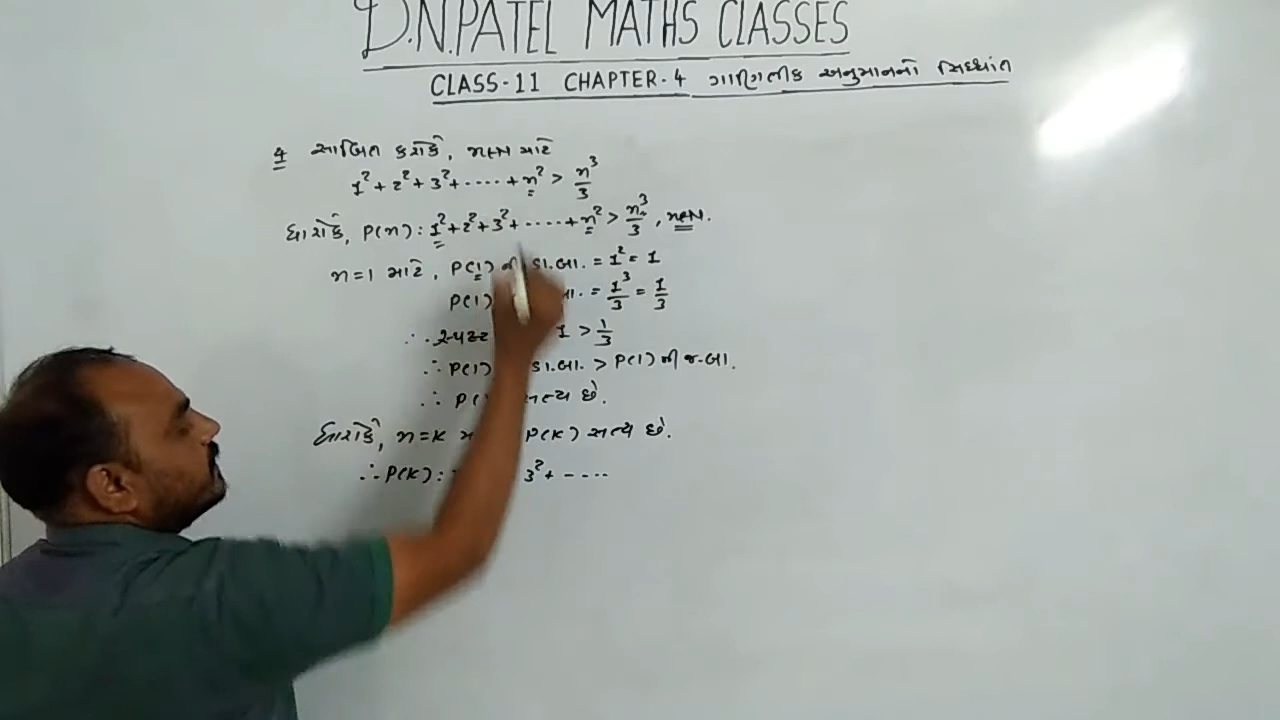 D.N.PATEL MATHS CLASSES
CLASS-11 CHAPTER-4 ગાણિતીક અનુમાનનો સિધ્ધાંત
4 સાબિત કરોકે, n∈N માટે
1² + 2² + 3² + ····· + n² > n³/3
ધારોકે, P(n) : 1² + 2² + 3² + ····· + n² > n³/3 , n∈N.
n=1 માટે, P(1) ની ડા.બા. = 1² = 1
P(1) બા. = 1³/3 = 1/3
∴ સ્પષ્ટ 1 > 1/3
∴ P(1) ડા.બા. > P(1) ની જ.બા.
∴ P( સત્ય છે.
ધારોકે, n=k P(k) સત્ય છે.
∴ P(k) : 3² + ----